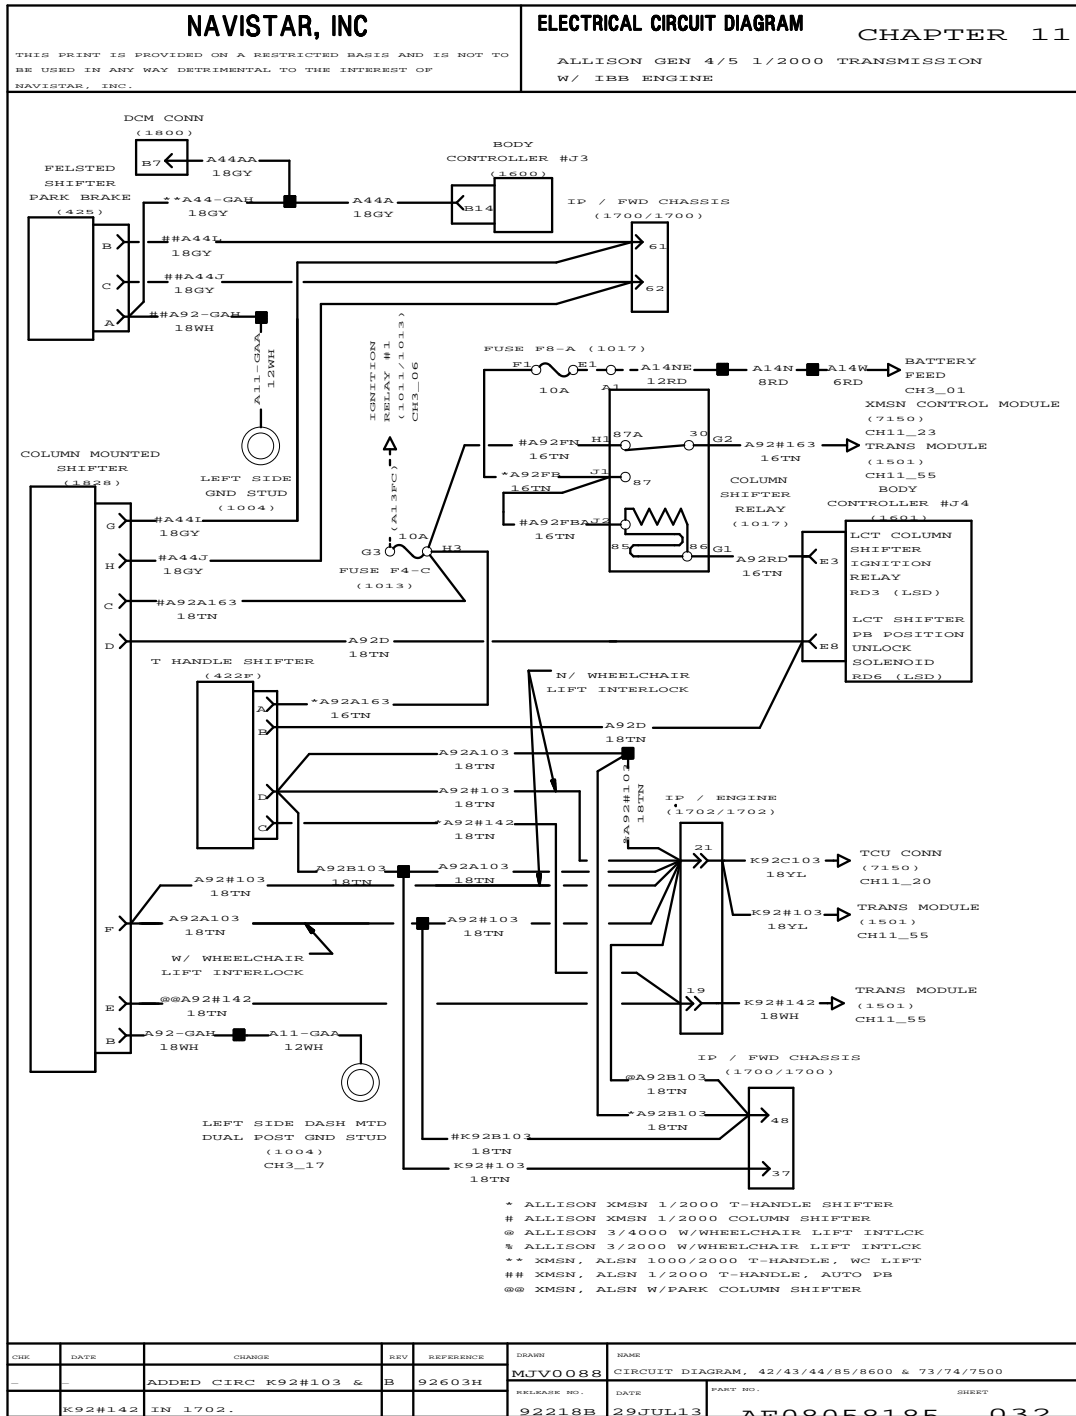 NAVISTAR, INC
THIS PRINT IS PROVIDED ON A RESTRICTED BASIS AND IS NOT TO
BE USED IN ANY WAY DETRIMENTAL TO THE INTEREST OF
NAVISTAR, INC.
ELECTRICAL CIRCUIT DIAGRAM
CHAPTER 11
ALLISON GEN 4/5 1/2000 TRANSMISSION
W/ IBB ENGINE
DCM CONN
(1800)
B7
A44AA
18GY
FELSTED
SHIFTER
PARK BRAKE
(425)
**A44-GAH
18GY
A44A
18GY
BODY
CONTROLLER #J3
(1600)
B14
IP / FWD CHASSIS
(1700/1700)
61
62
B
##A44L
18GY
C
##A44J
18GY
A
##A92-GAH
18WH
A11-GAA
12WH
LEFT SIDE
GND STUD
(1004)
IGNITION
RELAY #1
(1011/1013)
CH3_06
(A13FC)
10A
G3
H3
FUSE F4-C
(1013)
FUSE F8-A (1017)
F1
E1
10A
A1
A14NE
12RD
A14N
8RD
A14W
6RD
BATTERY
FEED
CH3_01
XMSN CONTROL MODULE
(7150)
CH11_23
TRANS MODULE
(1501)
CH11_55
#A92FN
16TN
H1
87A
30
G2
A92#163
16TN
*A92FB
16TN
J1
87
#A92FBA
16TN
J2
85
86
G1
COLUMN
SHIFTER
RELAY
(1017)
A92RD
16TN
BODY
CONTROLLER #J4
(1601)
E3
E8
LCT COLUMN
SHIFTER
IGNITION
RELAY
RD3 (LSD)
LCT SHIFTER
PB POSITION
UNLOCK
SOLENOID
RD6 (LSD)
COLUMN MOUNTED
SHIFTER
(1828)
G
#A44L
18GY
H
#A44J
18GY
C
#A92A163
18TN
D
A92D
18TN
T HANDLE SHIFTER
(422F)
A
*A92A163
16TN
B
A92D
18TN
N/ WHEELCHAIR
LIFT INTERLOCK
A92A103
18TN
D
A92#103
18TN
C
*A92#142
18TN
18TN
IP / ENGINE
(1702/1702)
21
19
K92C103
18YL
TCU CONN
(7150)
CH11_20
K92#103
18YL
TRANS MODULE
(1501)
CH11_55
A92B103
18TN
A92A103
18TN
A92#103
18TN
F
A92A103
18TN
A92#103
18TN
W/ WHEELCHAIR
LIFT INTERLOCK
E
@@A92#142
18TN
K92#142
18WH
TRANS MODULE
(1501)
CH11_55
B
A92-GAH
18WH
A11-GAA
12WH
LEFT SIDE DASH MTD
DUAL POST GND STUD
(1004)
CH3_17
IP / FWD CHASSIS
(1700/1700)
@A92B103
18TN
*A92B103
18TN
48
#K92B103
18TN
K92#103
18TN
37
* ALLISON XMSN 1/2000 T-HANDLE SHIFTER
# ALLISON XMSN 1/2000 COLUMN SHIFTER
@ ALLISON 3/4000 W/WHEELCHAIR LIFT INTLCK
% ALLISON 3/2000 W/WHEELCHAIR LIFT INTLCK
** XMSN, ALSN 1000/2000 T-HANDLE, WC LIFT
## XMSN, ALSN 1/2000 T-HANDLE, AUTO PB
@@ XMSN, ALSN W/PARK COLUMN SHIFTER
CHK DATE CHANGE REV REFERENCE
- - ADDED CIRC K92#103 & B 92603H
K92#142 IN 1702.
DRAWN
MJV0088
NAME
CIRCUIT DIAGRAM, 42/43/44/85/8600 & 73/74/7500
RELEASE NO.
92218B
DATE
29JUL13
PART NO.
AE08058185
SHEET
032